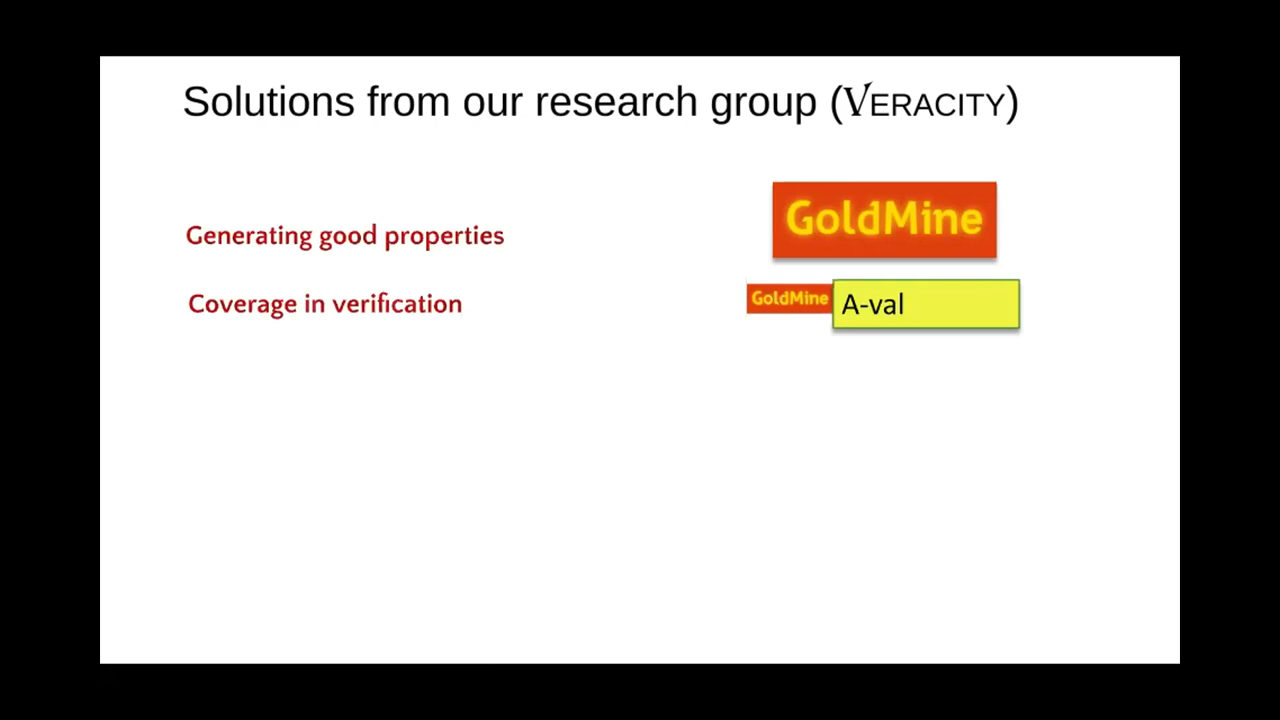 Solutions from our research group (VERACITY)
Generating good properties
GoldMine
Coverage in verification
GoldMine A-val